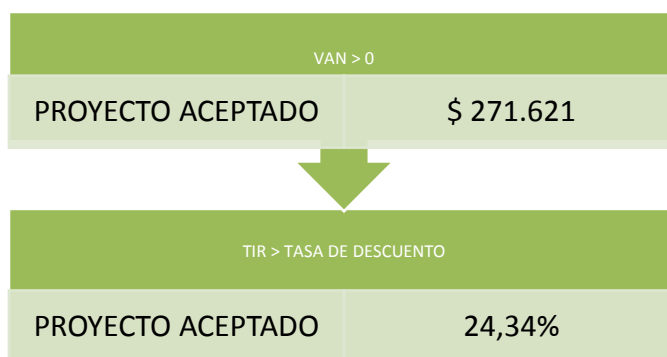 VAN > 0
PROYECTO ACEPTADO $ 271.621
TIR > TASA DE DESCUENTO
PROYECTO ACEPTADO 24,34%